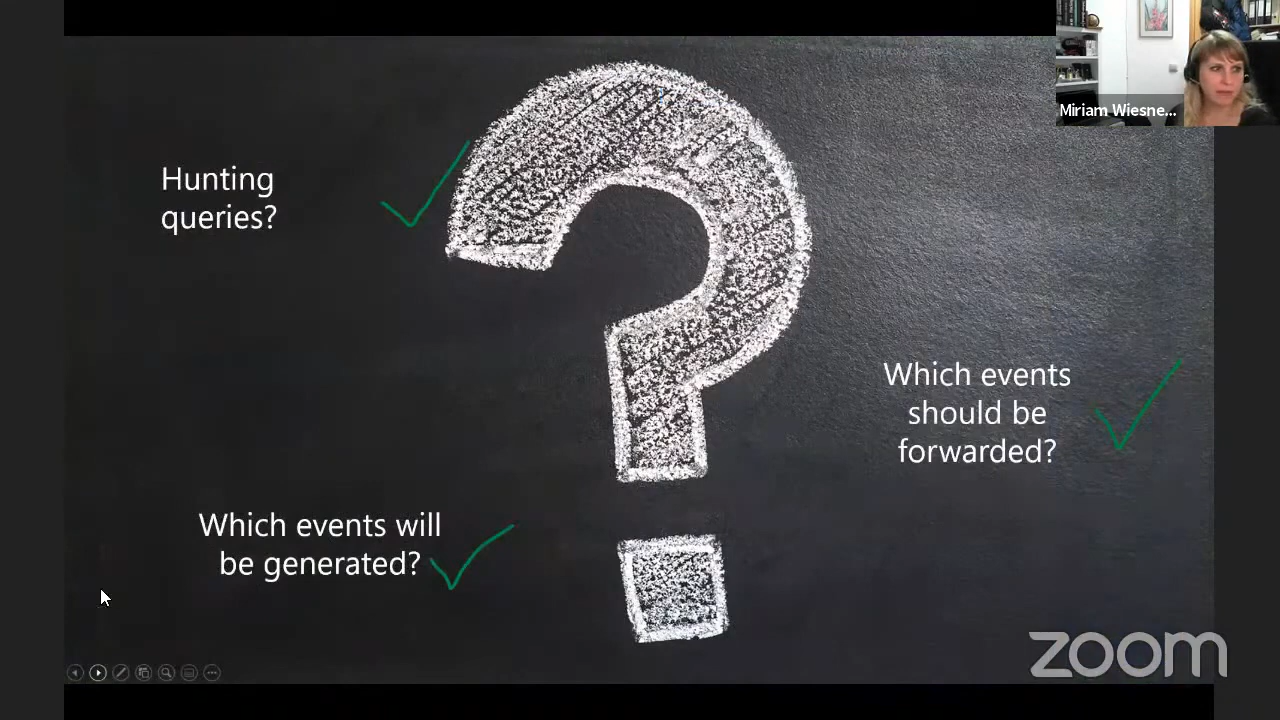 Miriam Wiesne...
Hunting
queries?
Which events
should be
forwarded?
Which events will
be generated?
zoom